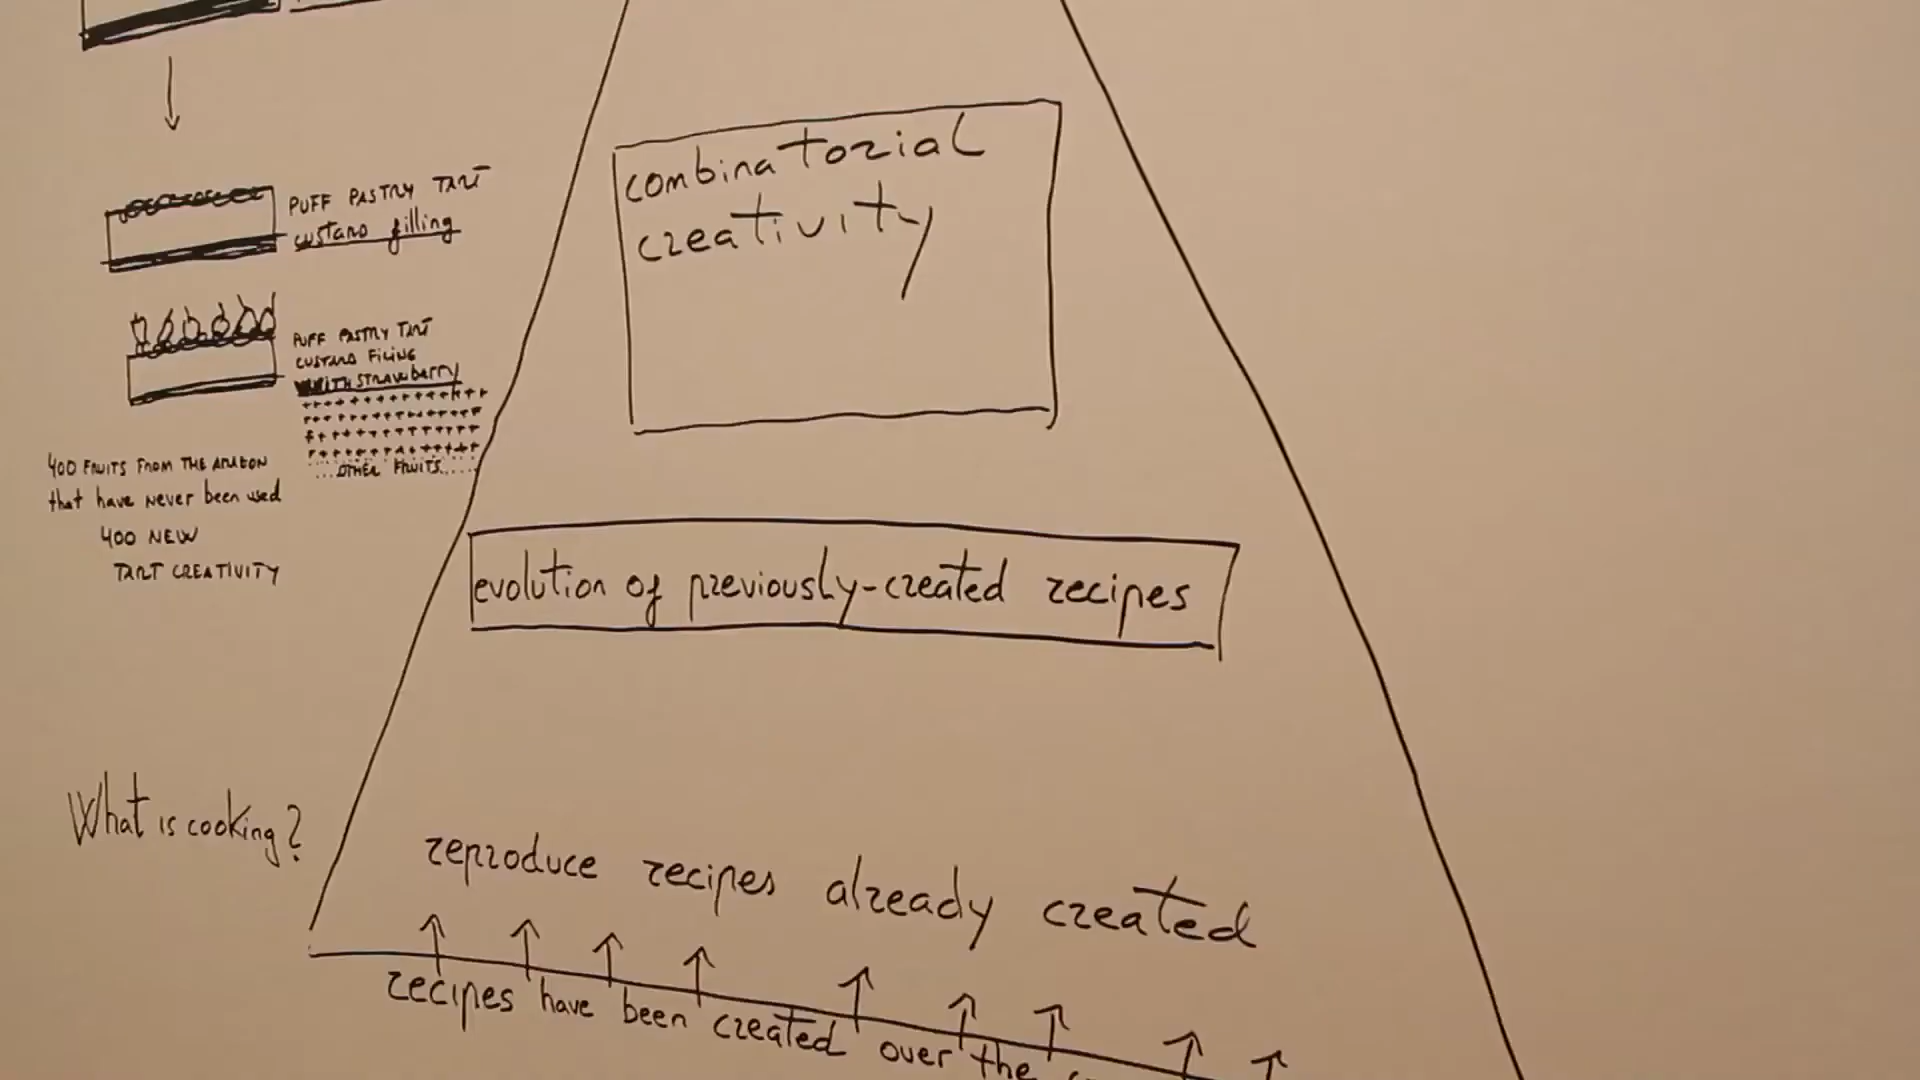 PUFF PASTRY TART
custard filling
PUFF PASTRY TART
CUSTARD FILING
WITH STRAWBERRY
...OTHER FRUITS.....
400 FRUITS FROM THE AMAZON
that have never been used
400 NEW
TART CREATIVITY
combinatorial
creativity
evolution of previously-created recipes
What is cooking?
reproduce recipes already created
recipes have been created over the